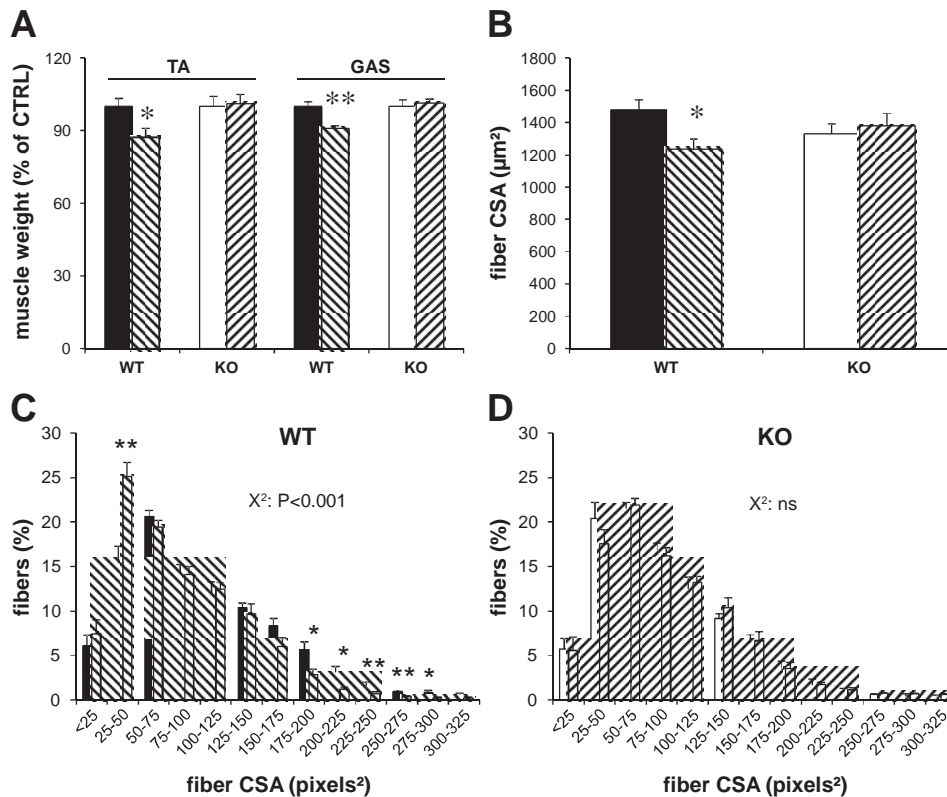 A
muscle weight (% of CTRL)
120
90
60
30
0
TA
GAS
*
**
WT
KO
WT
KO
B
fiber CSA (µm²)
1800
1600
1400
1200
1000
800
600
400
200
0
*
WT
KO
C
WT
X²: P<0.001
fibers (%)
30
25
20
15
10
5
0
**
*
*
**
**
*
<25
25-50
50-75
75-100
100-125
125-150
150-175
175-200
200-225
225-250
250-275
275-300
300-325
fiber CSA (pixels²)
D
KO
X²: ns
fibers (%)
30
25
20
15
10
5
0
<25
25-50
50-75
75-100
100-125
125-150
150-175
175-200
200-225
225-250
250-275
275-300
300-325
fiber CSA (pixels²)